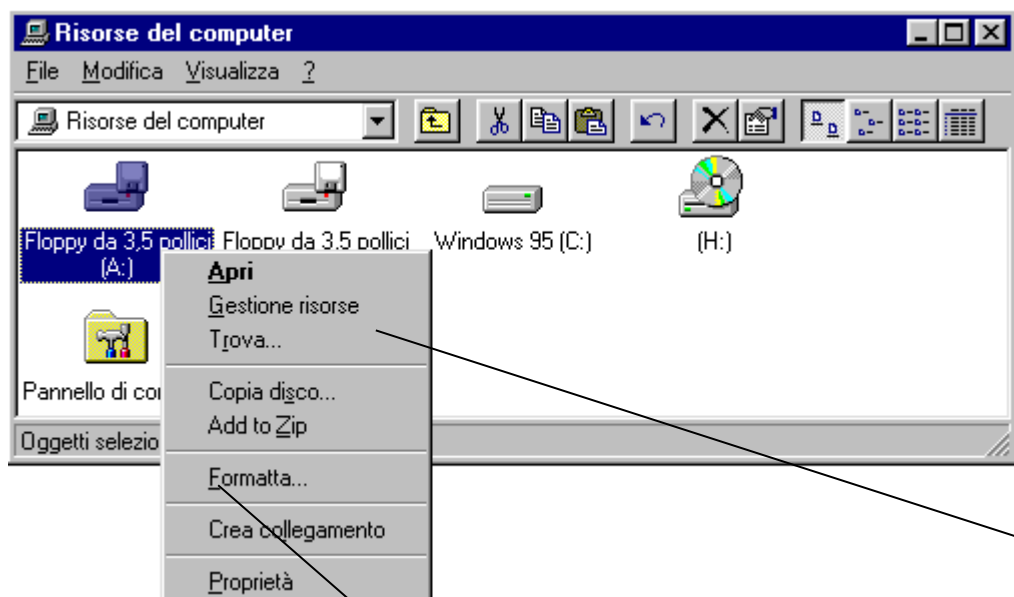 Risorse del computer
File Modifica Visualizza ?
Risorse del computer
Floppy da 3,5 pollici
(A:)
Floppy da 3,5 pollici
Windows 95 (C:)
(H:)
Apri
Gestione risorse
Trova...
Pannello di co
Copia disco...
Add to Zip
Oggetti selezio
Formatta...
Crea collegamento
Proprietà